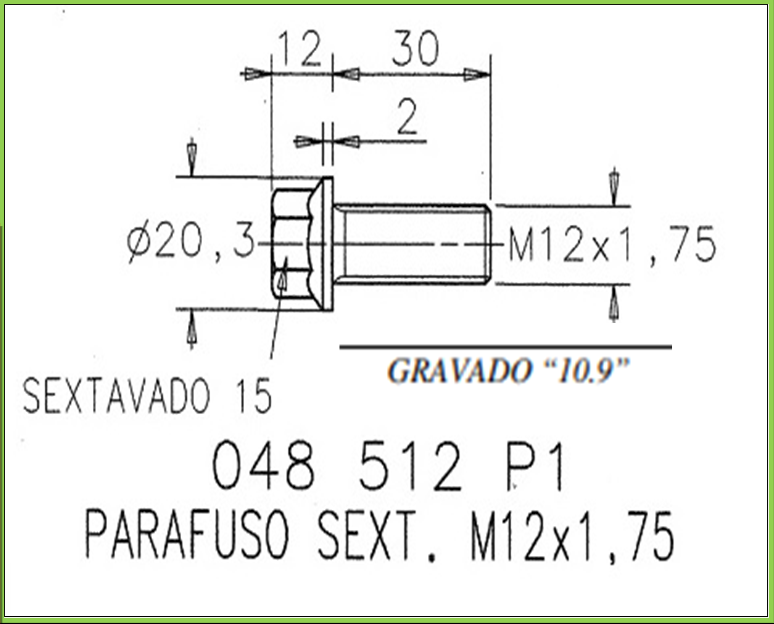 12 30
2
Ø20,3
M12x1,75
GRAVADO “10.9”
SEXTAVADO 15
048 512 P1
PARAFUSO SEXT. M12x1,75